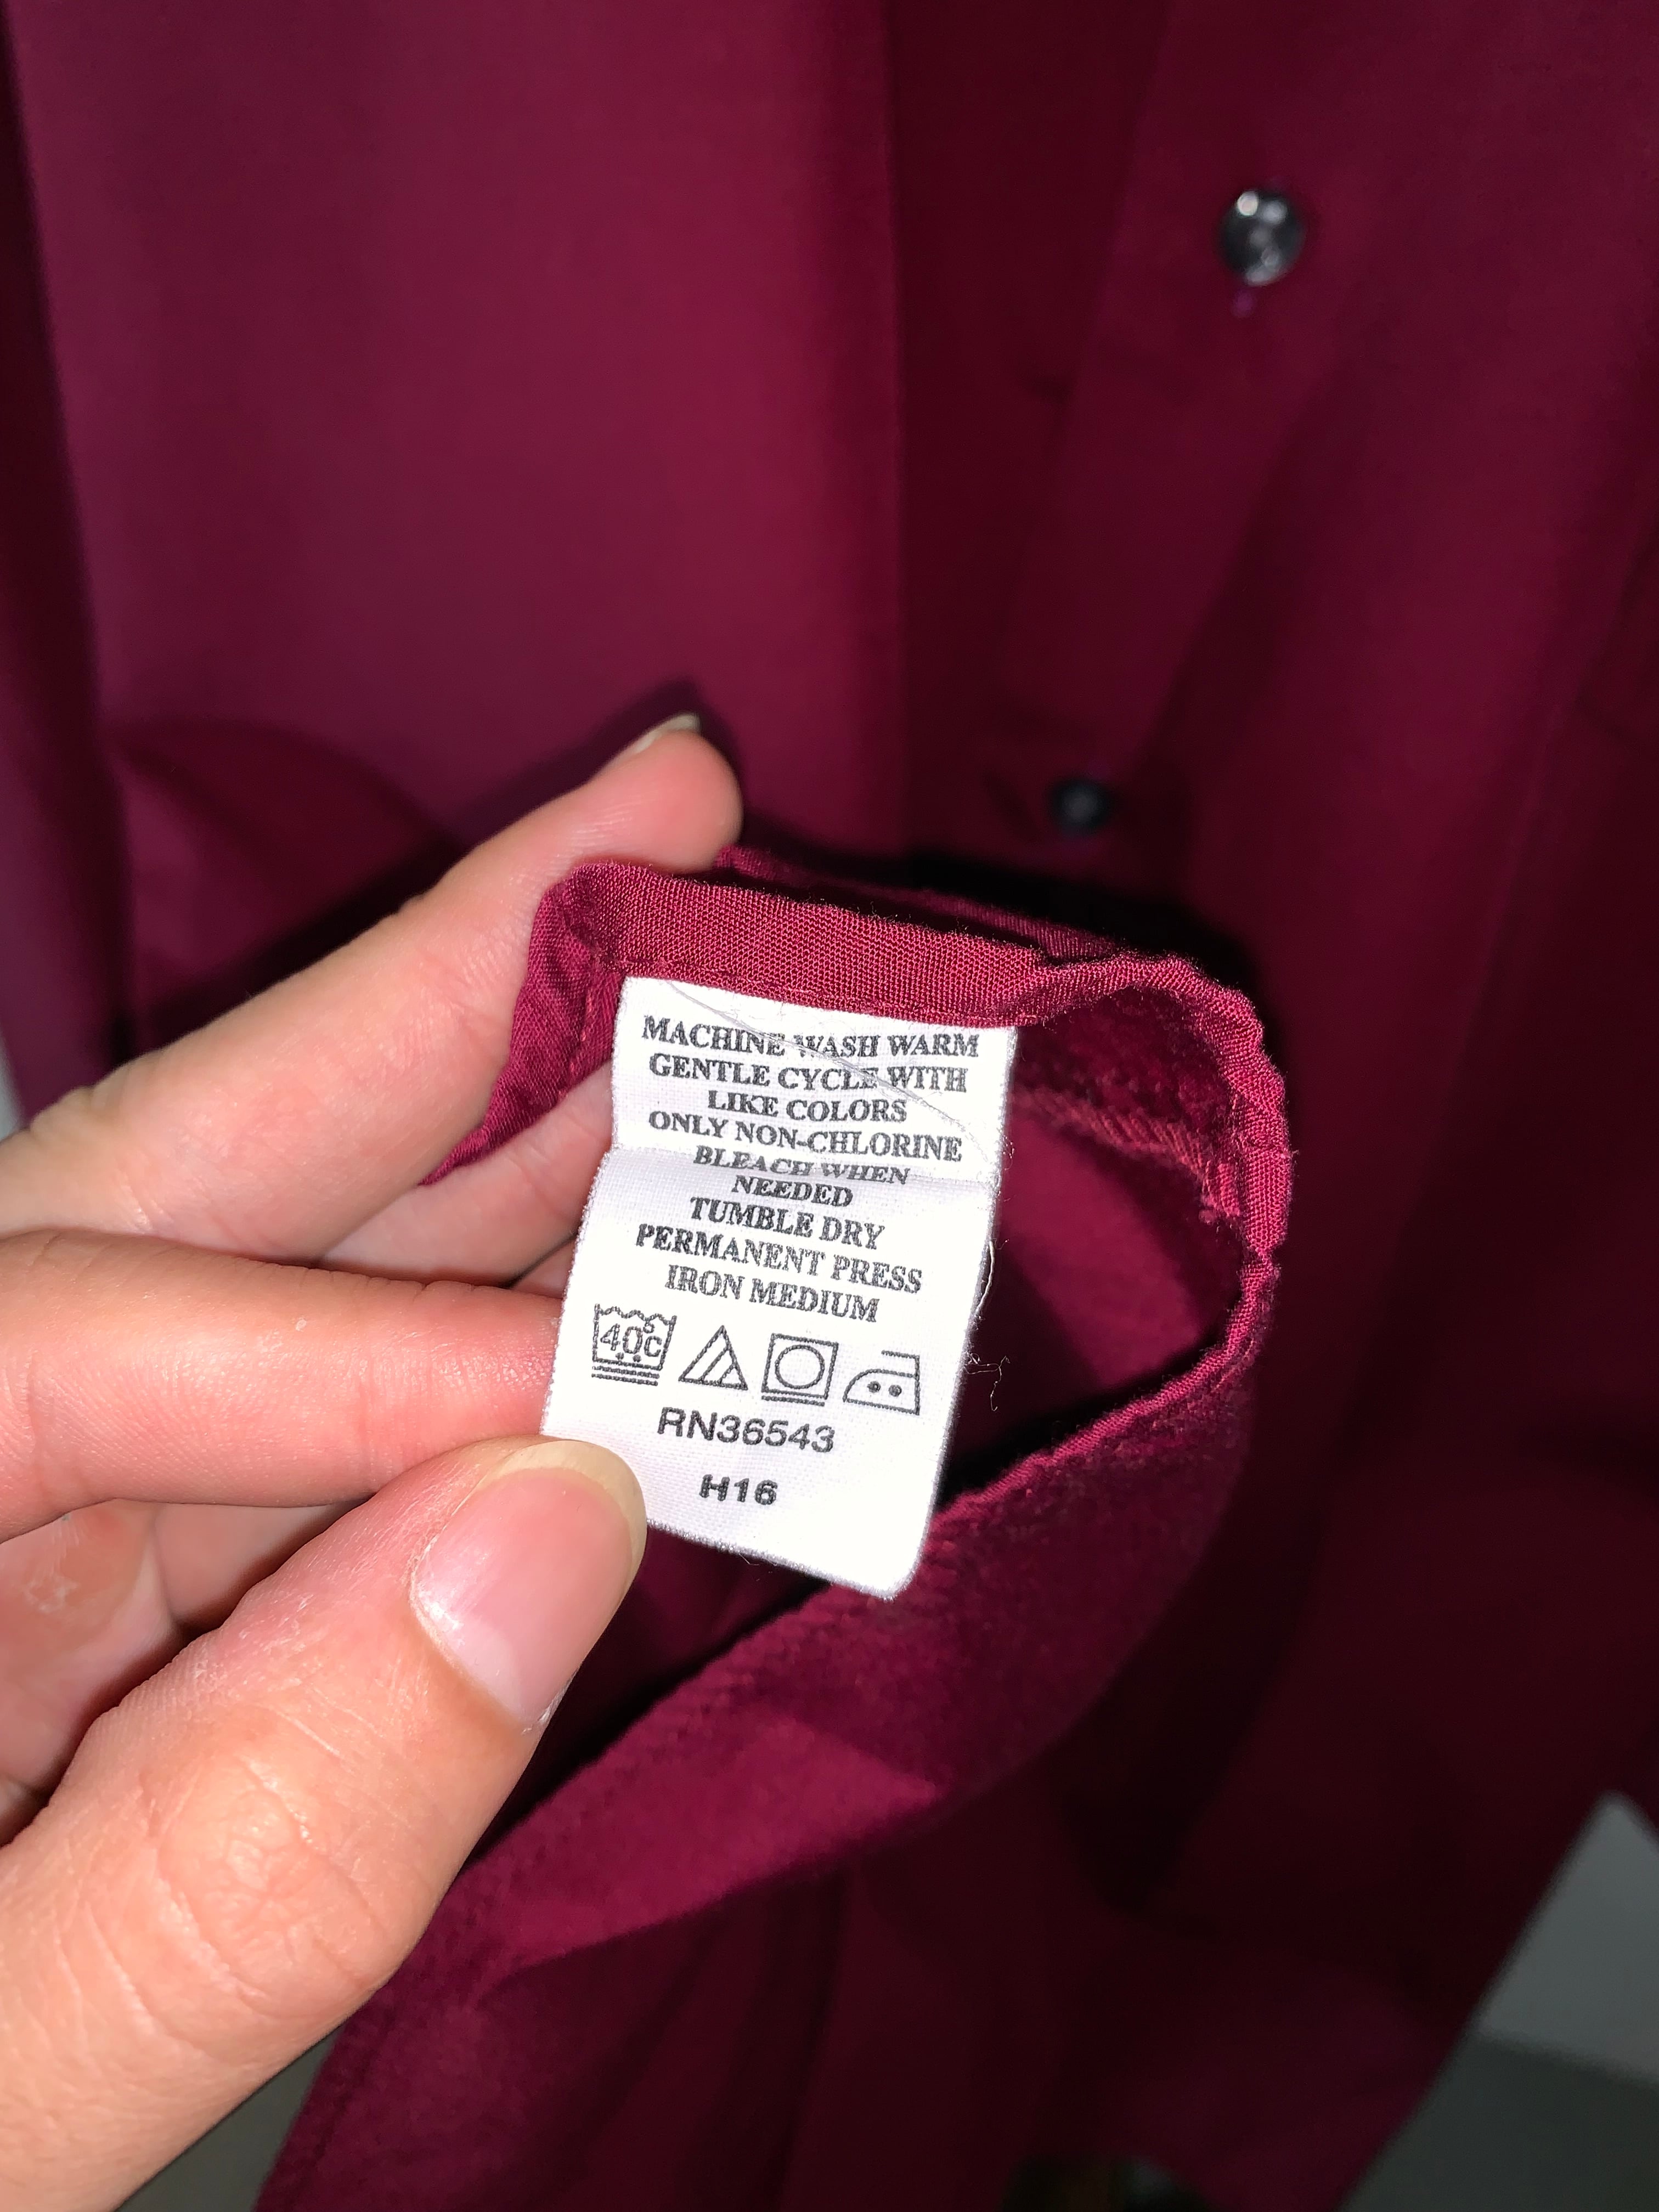 MACHINE WASH WARM
GENTLE CYCLE WITH
LIKE COLORS
ONLY NON-CHLORINE
BLEACH WHEN
NEEDED
TUMBLE DRY
PERMANENT PRESS
IRON MEDIUM
40c
RN36543
H16